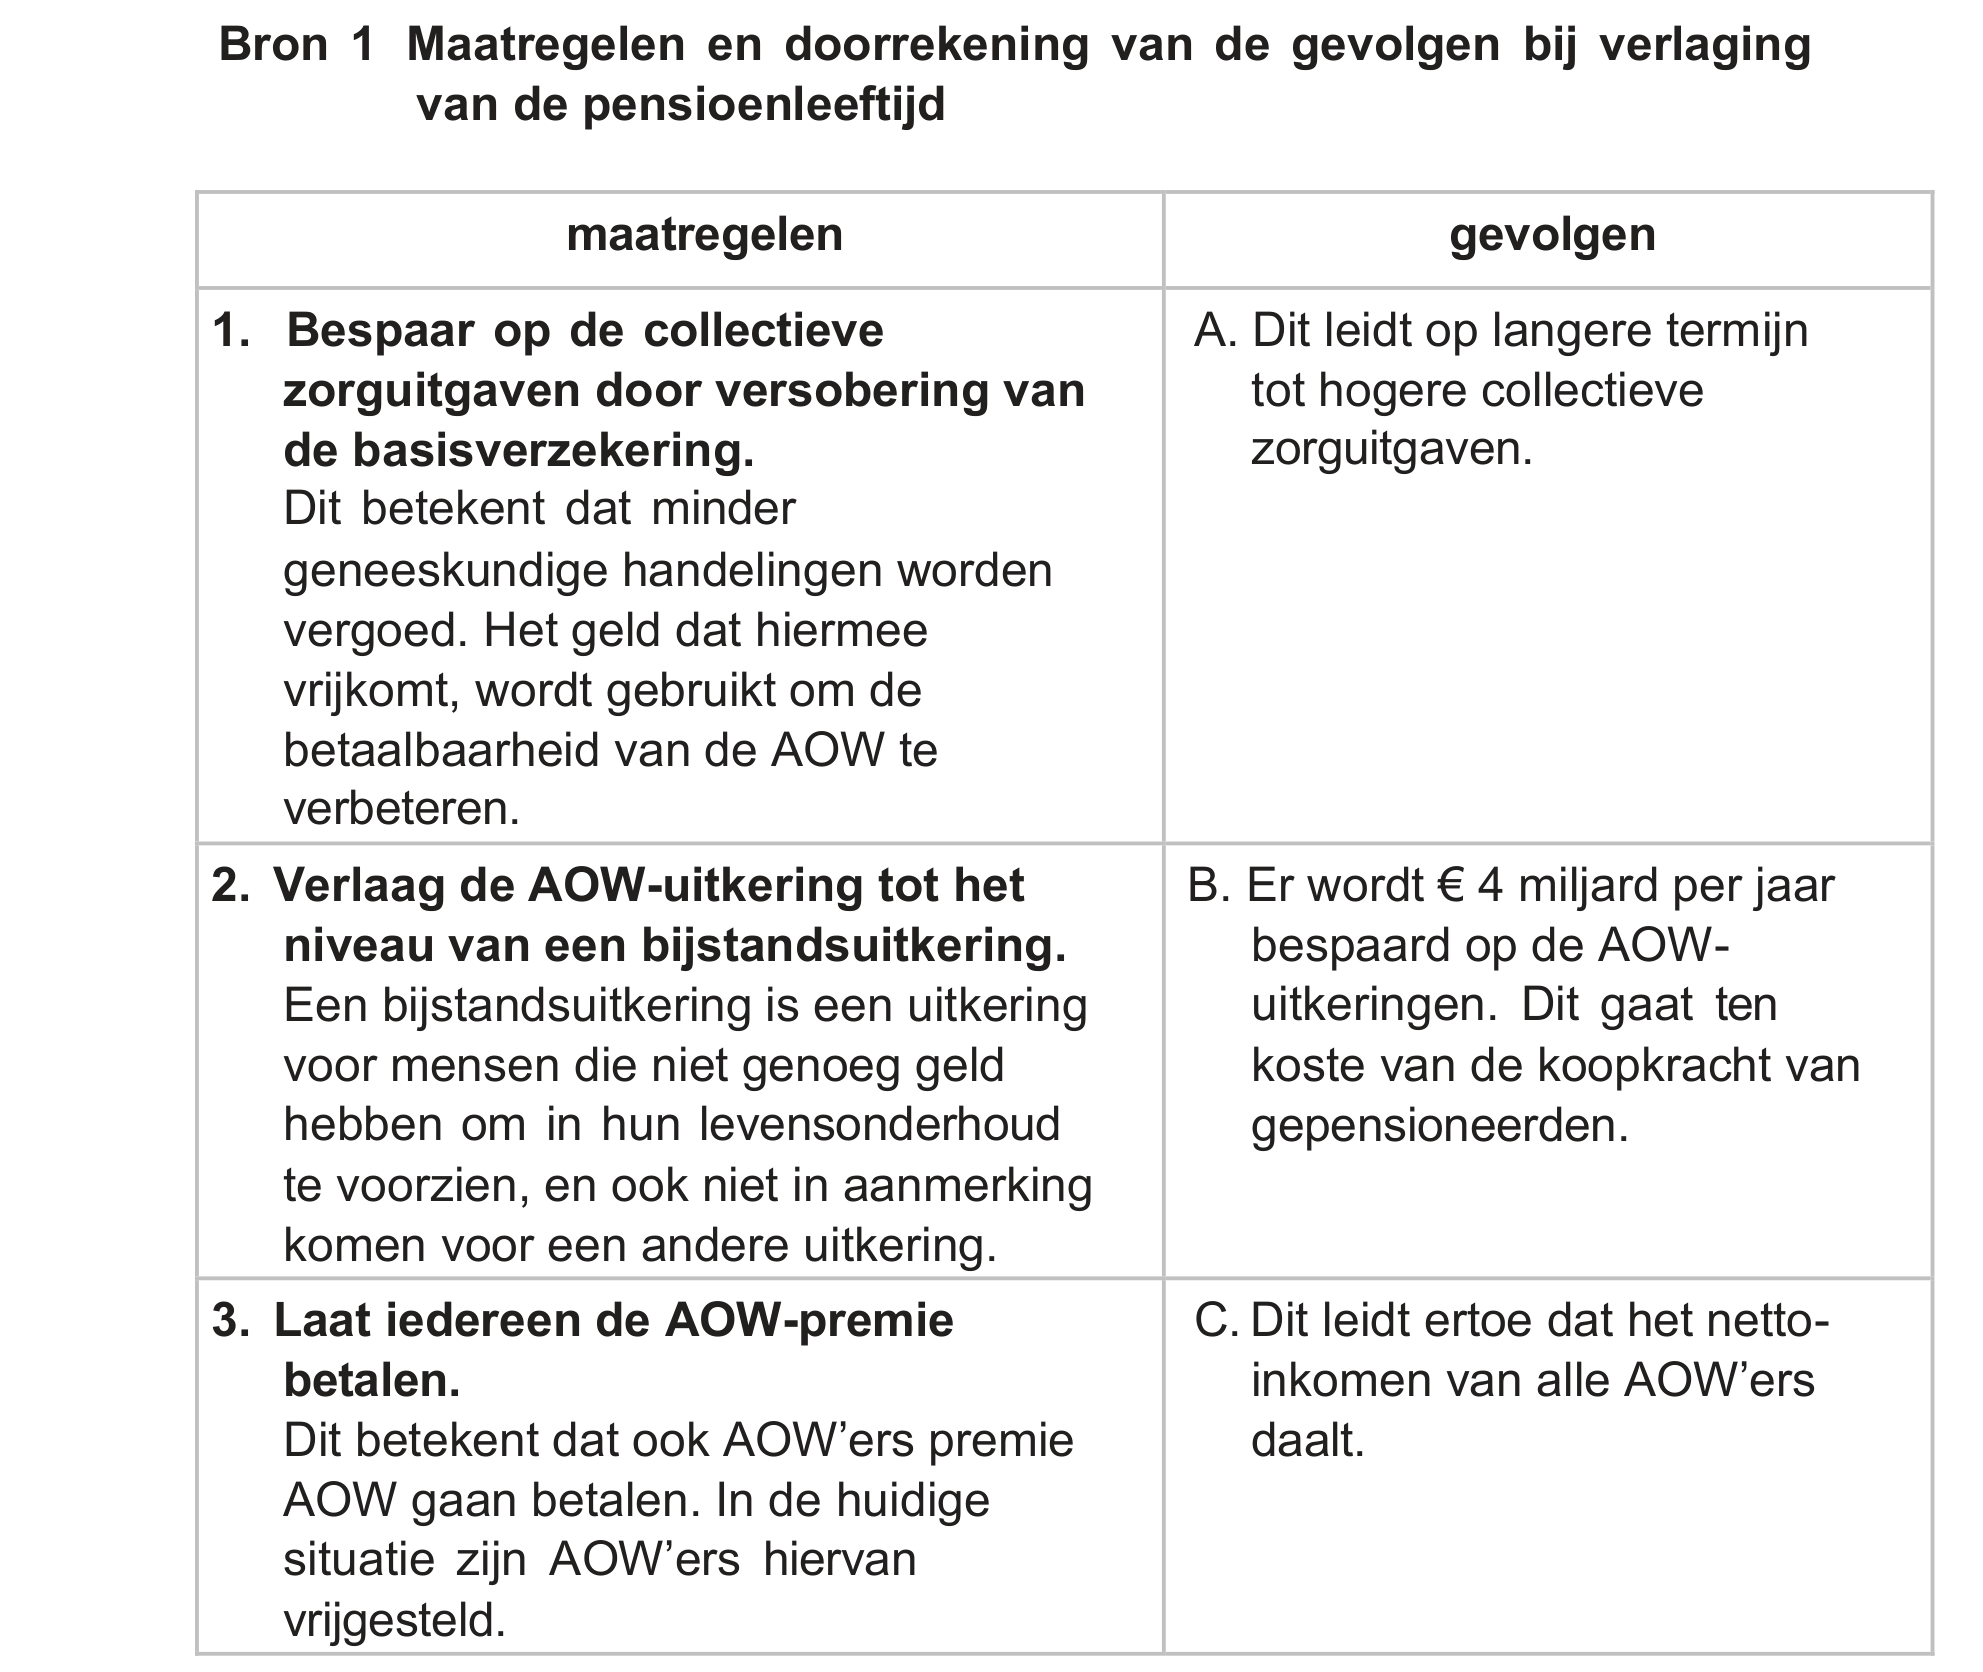 Bron 1 Maatregelen en doorrekening van de gevolgen bij verlaging
van de pensioenleeftijd
maatregelen
gevolgen
1. Bespaar op de collectieve
zorguitgaven door versobering van
de basisverzekering.
Dit betekent dat minder
geneeskundige handelingen worden
vergoed. Het geld dat hiermee
vrijkomt, wordt gebruikt om de
betaalbaarheid van de AOW te
verbeteren.
A. Dit leidt op langere termijn
tot hogere collectieve
zorguitgaven.
2. Verlaag de AOW-uitkering tot het
niveau van een bijstandsuitkering.
Een bijstandsuitkering is een uitkering
voor mensen die niet genoeg geld
hebben om in hun levensonderhoud
te voorzien, en ook niet in aanmerking
komen voor een andere uitkering.
B. Er wordt € 4 miljard per jaar
bespaard op de AOW-
uitkeringen. Dit gaat ten
koste van de koopkracht van
gepensioneerden.
3. Laat iedereen de AOW-premie
betalen.
Dit betekent dat ook AOW’ers premie
AOW gaan betalen. In de huidige
situatie zijn AOW’ers hiervan
vrijgesteld.
C. Dit leidt ertoe dat het netto-
inkomen van alle AOW’ers
daalt.